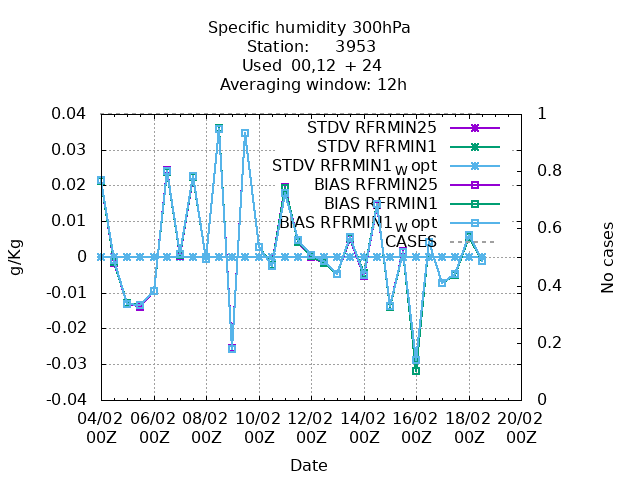 Specific humidity 300hPa
Station: 3953
Used 00,12 + 24
Averaging window: 12h
0.04 0.03 0.02 0.01 0 -0.01 -0.02 -0.03 -0.04
g/Kg
STDV RFRMIN25
STDV RFRMIN1
STDV RFRMIN1wopt
BIAS RFRMIN25
BIAS RFRMIN1
BIAS RFRMIN1wopt
CASES
1 0.8 0.6 0.4 0.2 0
No cases
04/02 06/02 08/02 10/02 12/02 14/02 16/02 18/02 20/02
00Z 00Z 00Z 00Z 00Z 00Z 00Z 00Z 00Z
Date